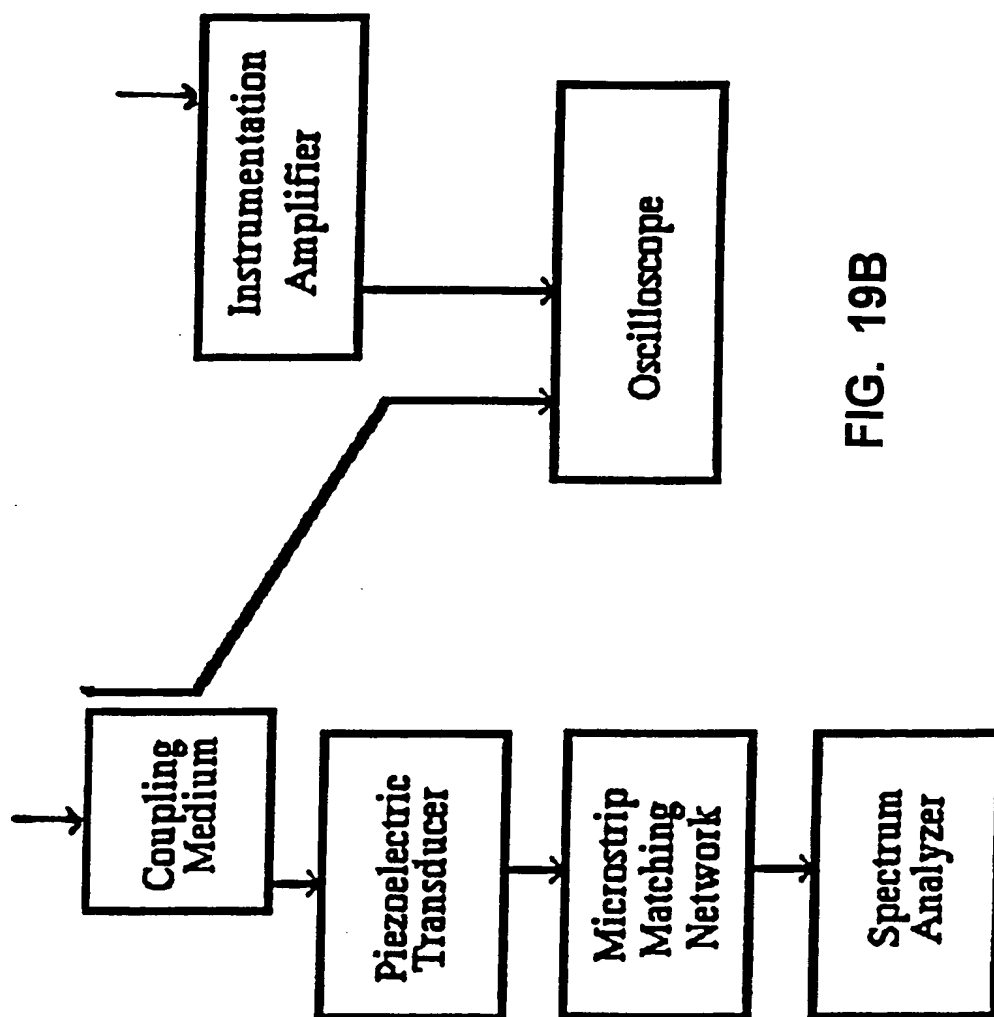 Coupling
Medium
Piezoelectric
Transducer
Microstrip
Matching
Network
Spectrum
Analyzer
Instrumentation
Amplifier
Oscilloscope
FIG. 19B